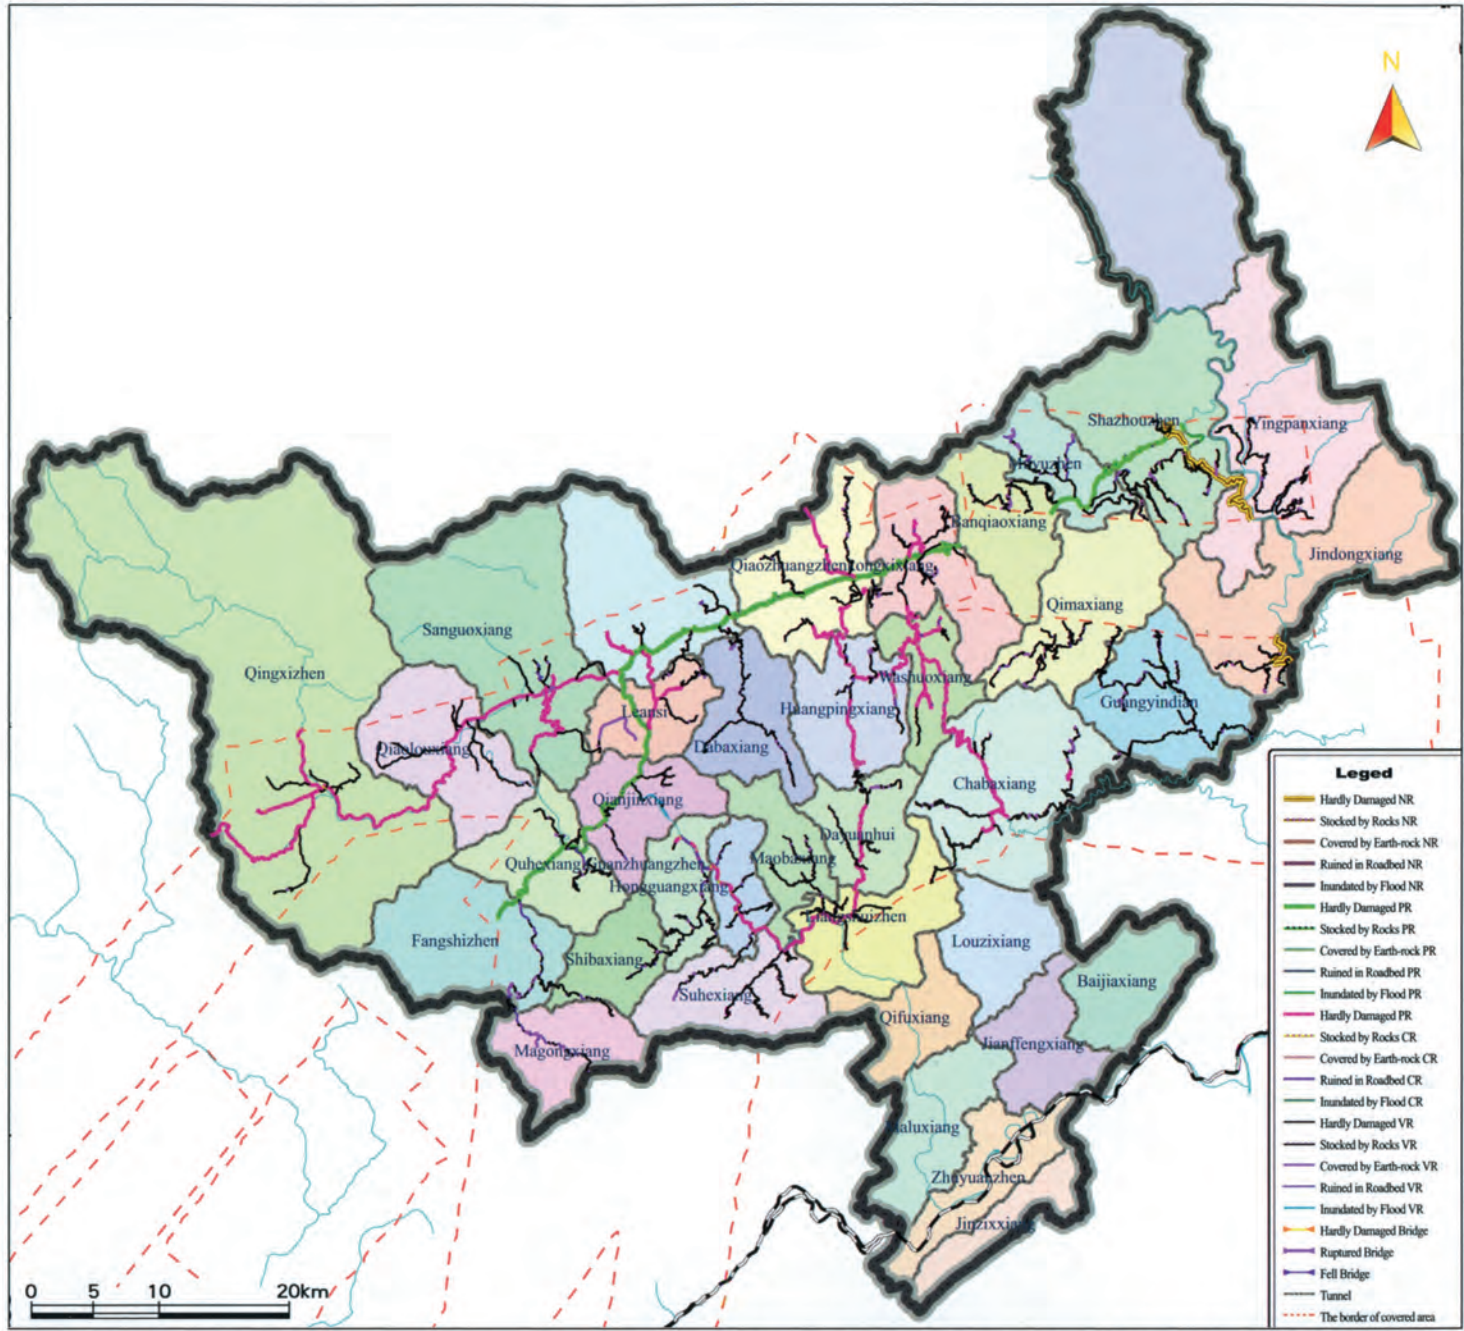 N
Shazhouzhen
Yingpanxiang
Mayuzhen
Banqiaoxiang
Jindongxiang
Qiaozhuangzhen
Qimaxiang
Sanguoxiang
Qingxizhen
Washuoxiang
Guangyindian
Leansi
Huangpingxiang
Qiaolouxiang
Dabaxiang
Chabaxiang
Qianjinxiang
Dayuanhui
Maobaxiang
Quhexiang
Guanzhuangzhen
Hongguangxiang
Fangshizhen
Louzixiang
Shibaxiang
Baijiaxiang
Suhexiang
Qifuxiang
Jianffengxiang
Magongxiang
Zhuyuanzhen
Jinzixxiang
0 5 10 20km
Leged
Hardly Damaged NR
Stocked by Rocks NR
Covered by Earth-rock NR
Ruined in Roadbed NR
Inundated by Flood NR
Hardly Damaged PR
Stocked by Rocks PR
Covered by Earth-rock PR
Ruined in Roadbed PR
Inundated by Flood PR
Hardly Damaged PR
Stocked by Rocks CR
Covered by Earth-rock CR
Ruined in Roadbed CR
Inundated by Flood CR
Hardly Damaged VR
Stocked by Rocks VR
Covered by Earth-rock VR
Ruined in Roadbed VR
Inundated by Flood VR
Hardly Damaged Bridge
Ruptured Bridge
Fell Bridge
Tunnel
The border of covered area